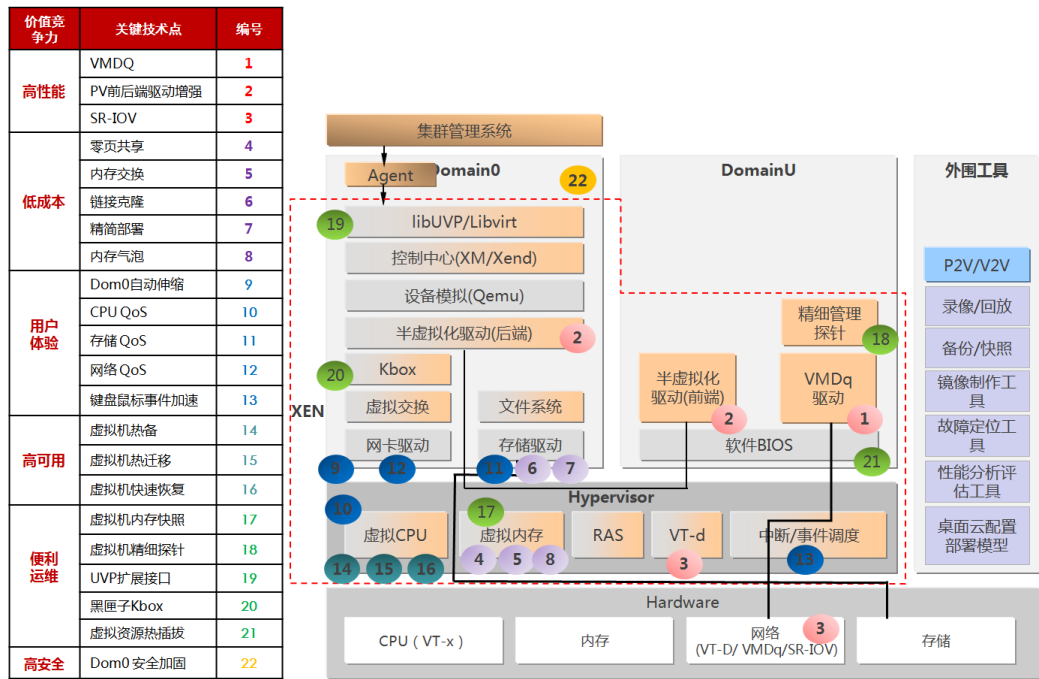 价值竞
争力
关键技术点
编号
高性能
VMDQ
1
PV前后端驱动增强
2
SR-IOV
3
低成本
零页共享
4
内存交换
5
链接克隆
6
精简部署
7
内存气泡
8
用户
体验
Dom0自动伸缩
9
CPU QoS
10
存储 QoS
11
网络 QoS
12
键盘鼠标事件加速
13
高可用
虚拟机热备
14
虚拟机热迁移
15
虚拟机快速恢复
16
便利
运维
虚拟机内存快照
17
虚拟机精细探针
18
UVP扩展接口
19
黑匣子Kbox
20
虚拟资源热插拔
21
高安全
Dom0 安全加固
22
集群管理系统
Agent
Domain0
22
19
libUVP/Libvirt
控制中心(XM/Xend)
设备模拟(Qemu)
半虚拟化驱动(后端)
2
20
Kbox
XEN
虚拟交换
文件系统
网卡驱动
存储驱动
9
12
11
6
7
DomainU
精细管理
探针
18
半虚拟化
驱动(前端)
2
VMDq
驱动
1
软件BIOS
21
Hypervisor
10
虚拟CPU
17
虚拟内存
RAS
VT-d
中断/事件调度
14
15
16
4
5
8
3
13
Hardware
CPU ( VT-x )
内存
网络
(VT-D/ VMDq/SR-IOV)
3
存储
外围工具
P2V/V2V
录像/回放
备份/快照
镜像制作工
具
故障定位工
具
性能分析评
估工具
桌面云配置
部署模型